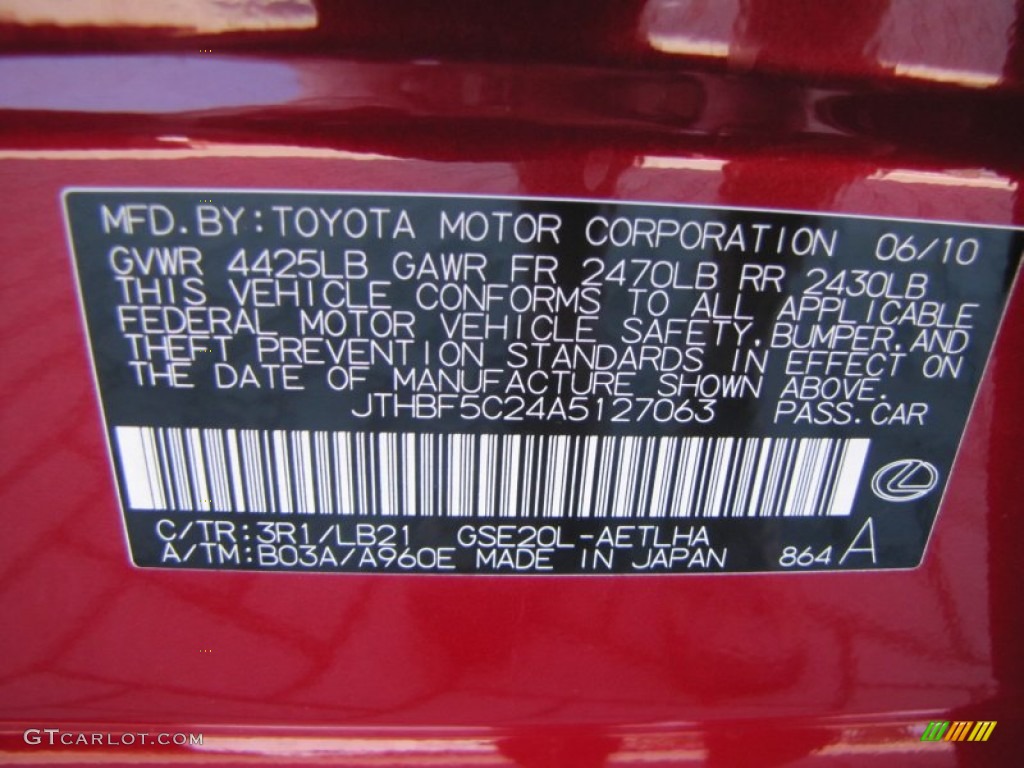 MFD.BY:TOYOTA MOTOR CORPORATION 06/10
GVWR 4425LB GAWR FR 2470LB RR 2430LB
THIS VEHICLE CONFORMS TO ALL APPLICABLE
FEDERAL MOTOR VEHICLE SAFETY,BUMPER,AND
THEFT PREVENTION STANDARDS IN EFFECT ON
THE DATE OF MANUFACTURE SHOWN ABOVE.
JTHBF5C24A5127063 PASS.CAR
C/TR:3R1/LB21 GSE20L-AETLHA
A/TM:B03A/A960E MADE IN JAPAN 864 A
GTCARLOT.COM